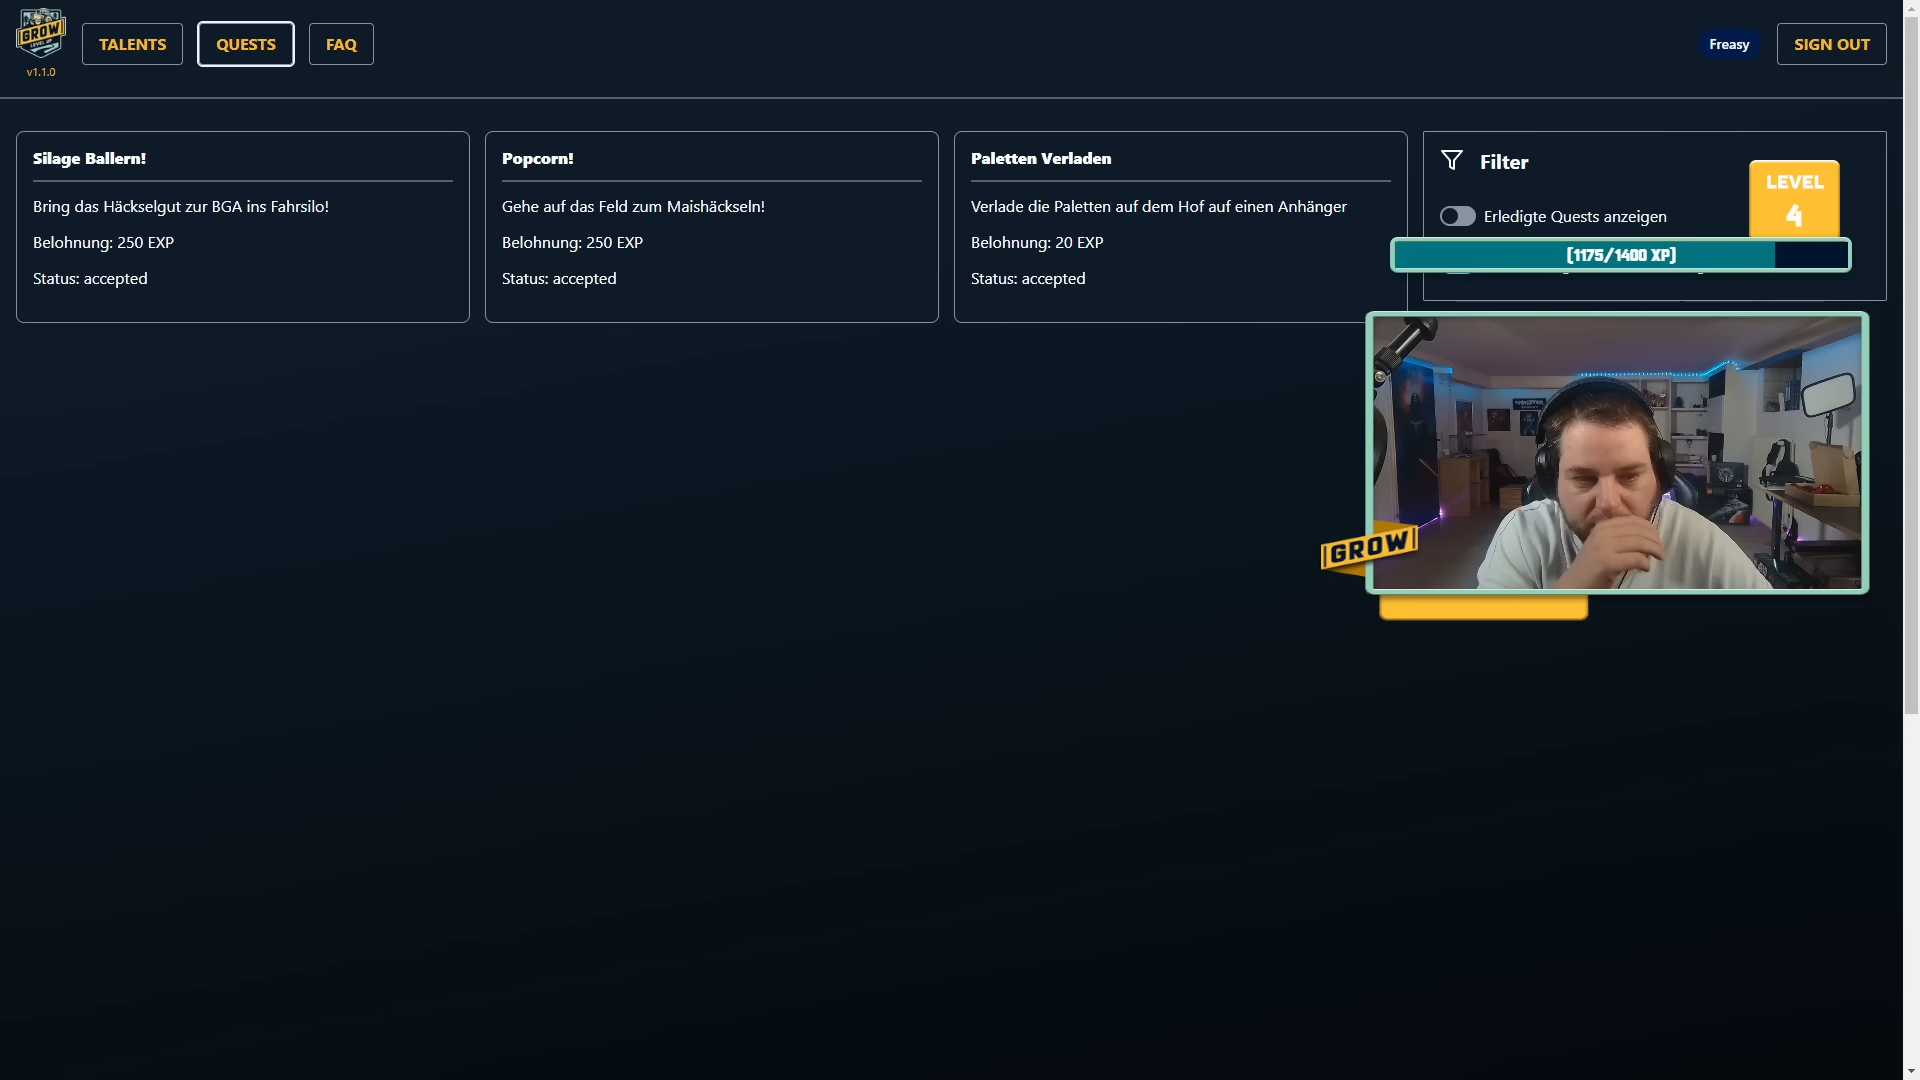 GROW
LEVEL UP
v1.1.0
TALENTS
QUESTS
FAQ
Freasy
SIGN OUT
Silage Ballern!
Bring das Häckselgut zur BGA ins Fahrsilo!
Belohnung: 250 EXP
Status: accepted
Popcorn!
Gehe auf das Feld zum Maishäckseln!
Belohnung: 250 EXP
Status: accepted
Paletten Verladen
Verlade die Paletten auf dem Hof auf einen Anhänger
Belohnung: 20 EXP
Status: accepted
Filter
Erledigte Quests anzeigen
LEVEL
4
[1175/1400 XP]
GROW